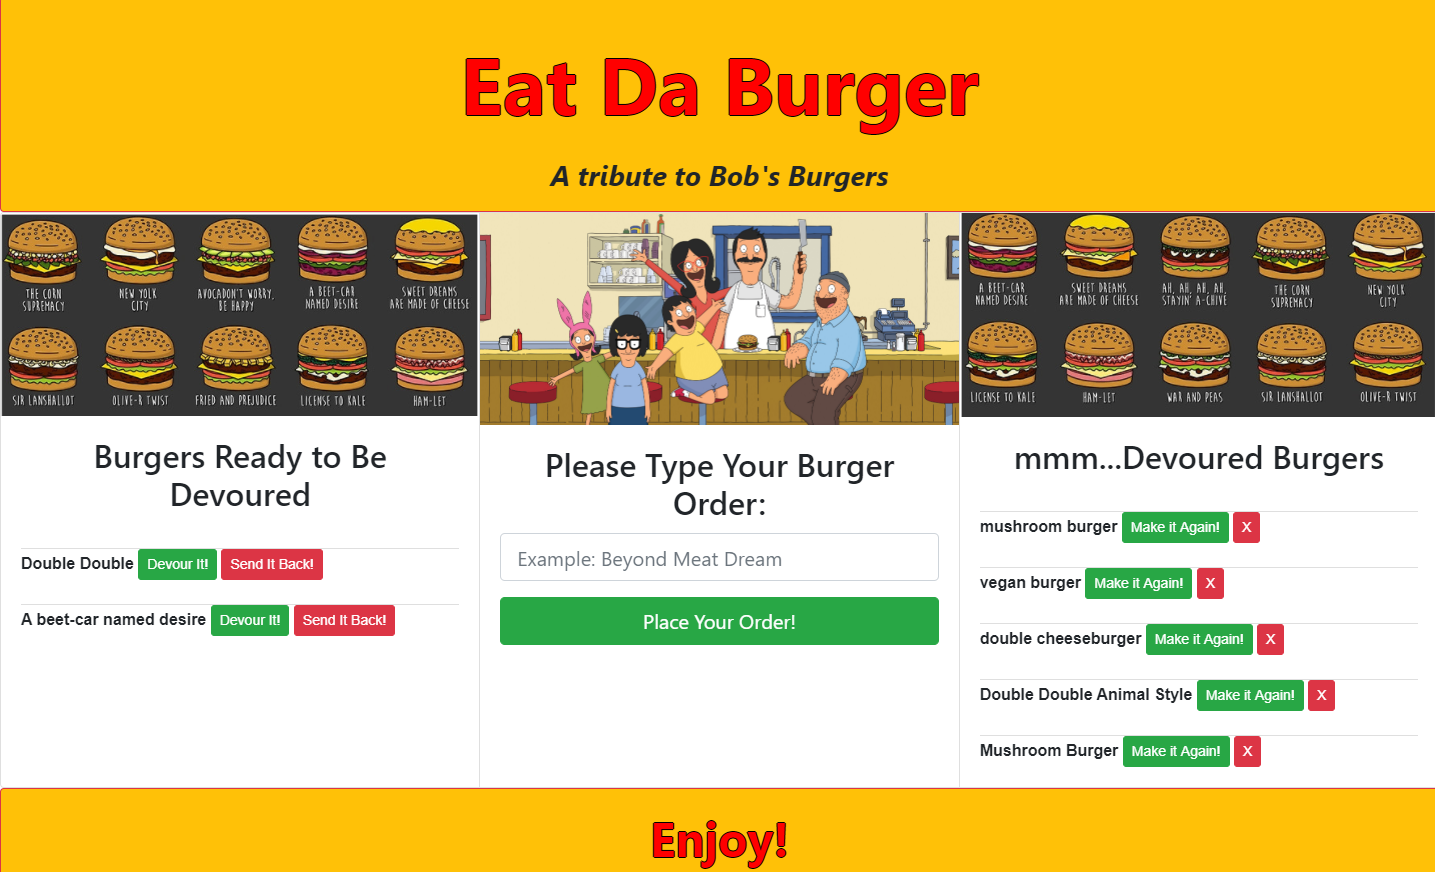 Eat Da Burger
A tribute to Bob's Burgers
THE CORN
SUPREMACY
NEW YOLK
CITY
AVOCADON'T WORRY,
BE HAPPY
A BEET-CAR
NAMED DESIRE
SWEET DREAMS
ARE MADE OF CHEESE
SIR LANSHALLOT
OLIVE-R TWIST
FRIED AND PREJUDICE
LICENSE TO KALE
HAM-LET
Burgers Ready to Be
Devoured
Double Double Devour It! Send It Back!
A beet-car named desire Devour It! Send It Back!
Please Type Your Burger
Order:
Example: Beyond Meat Dream
Place Your Order!
A BEET-CAR
NAMED DESIRE
SWEET DREAMS
ARE MADE OF CHEESE
AH, AH, AH, AH,
STAYIN' A-CHIVE
THE CORN
SUPREMACY
NEW YOLK
CITY
LICENSE TO KALE
HAM-LET
WAR AND PEAS
SIR LANSHALLOT
OLIVE-R TWIST
mmm...Devoured Burgers
mushroom burger Make it Again! X
vegan burger Make it Again! X
double cheeseburger Make it Again! X
Double Double Animal Style Make it Again! X
Mushroom Burger Make it Again! X
Enjoy!